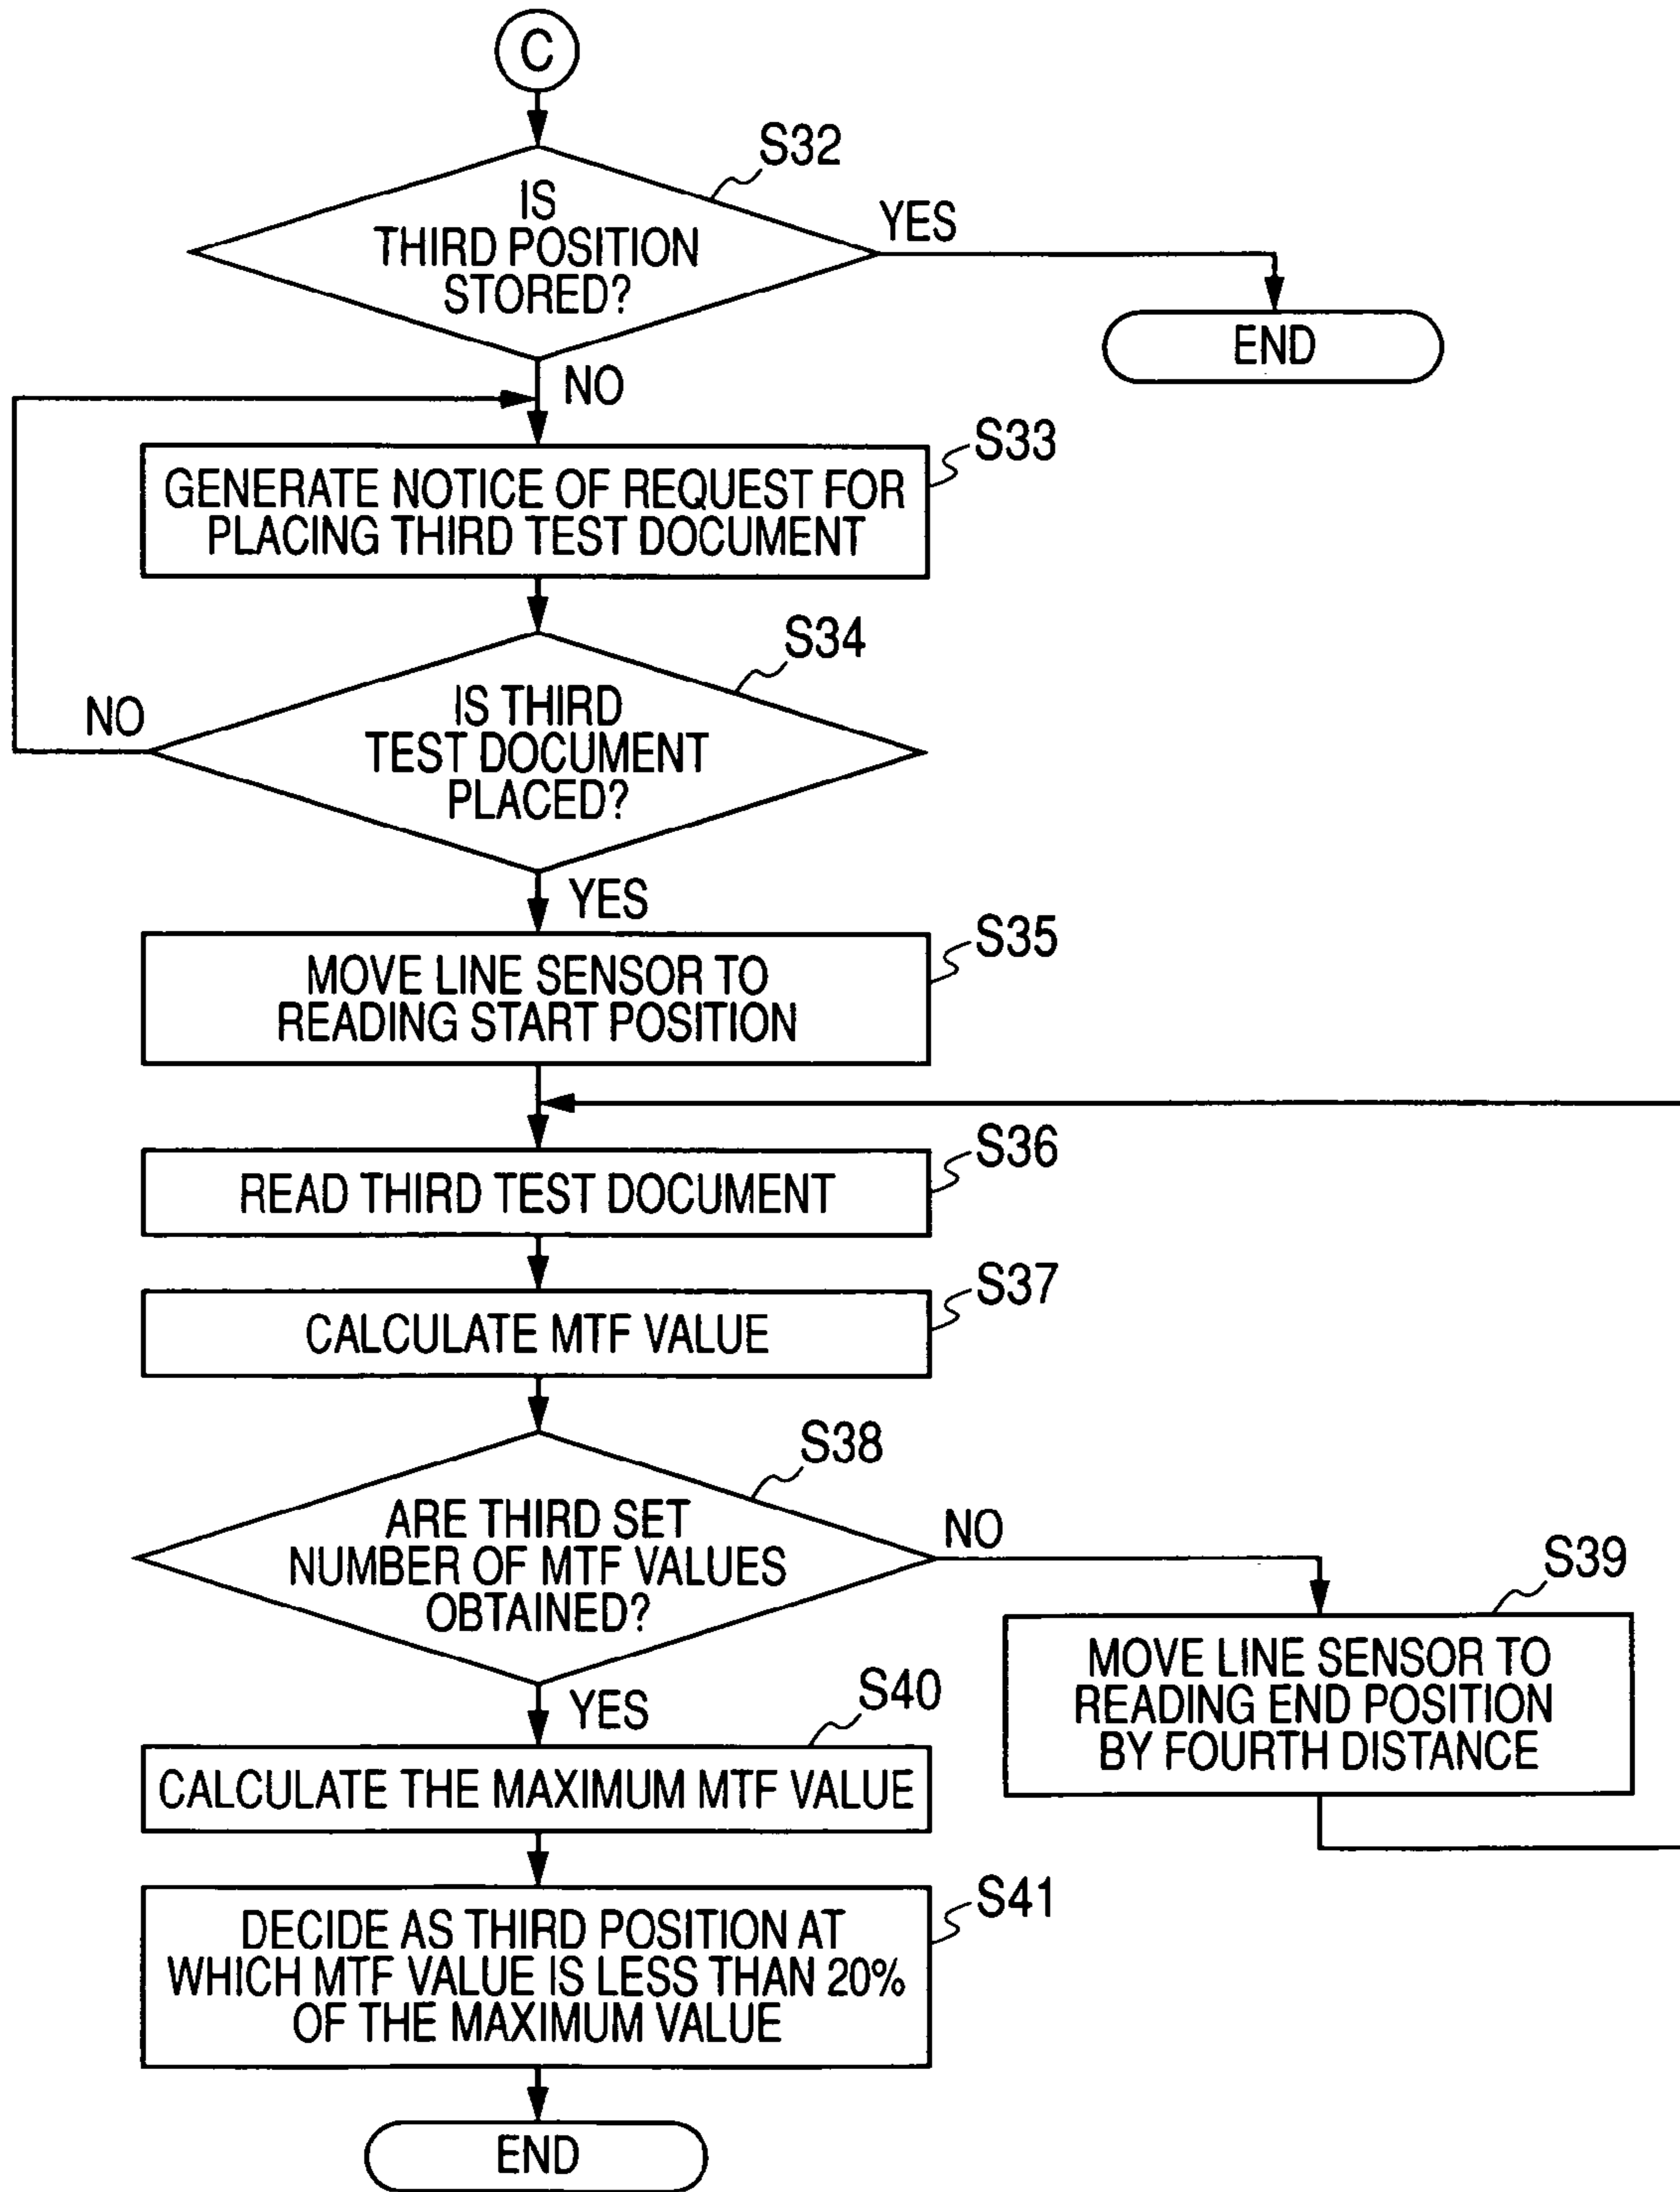 C
S32
IS
THIRD POSITION
STORED?
YES
END
NO
S33
GENERATE NOTICE OF REQUEST FOR
PLACING THIRD TEST DOCUMENT
S34
IS THIRD
TEST DOCUMENT
PLACED?
NO
YES
S35
MOVE LINE SENSOR TO
READING START POSITION
S36
READ THIRD TEST DOCUMENT
S37
CALCULATE MTF VALUE
S38
ARE THIRD SET
NUMBER OF MTF VALUES
OBTAINED?
NO
S39
MOVE LINE SENSOR TO
READING END POSITION
BY FOURTH DISTANCE
YES
S40
CALCULATE THE MAXIMUM MTF VALUE
S41
DECIDE AS THIRD POSITION AT
WHICH MTF VALUE IS LESS THAN 20%
OF THE MAXIMUM VALUE
END